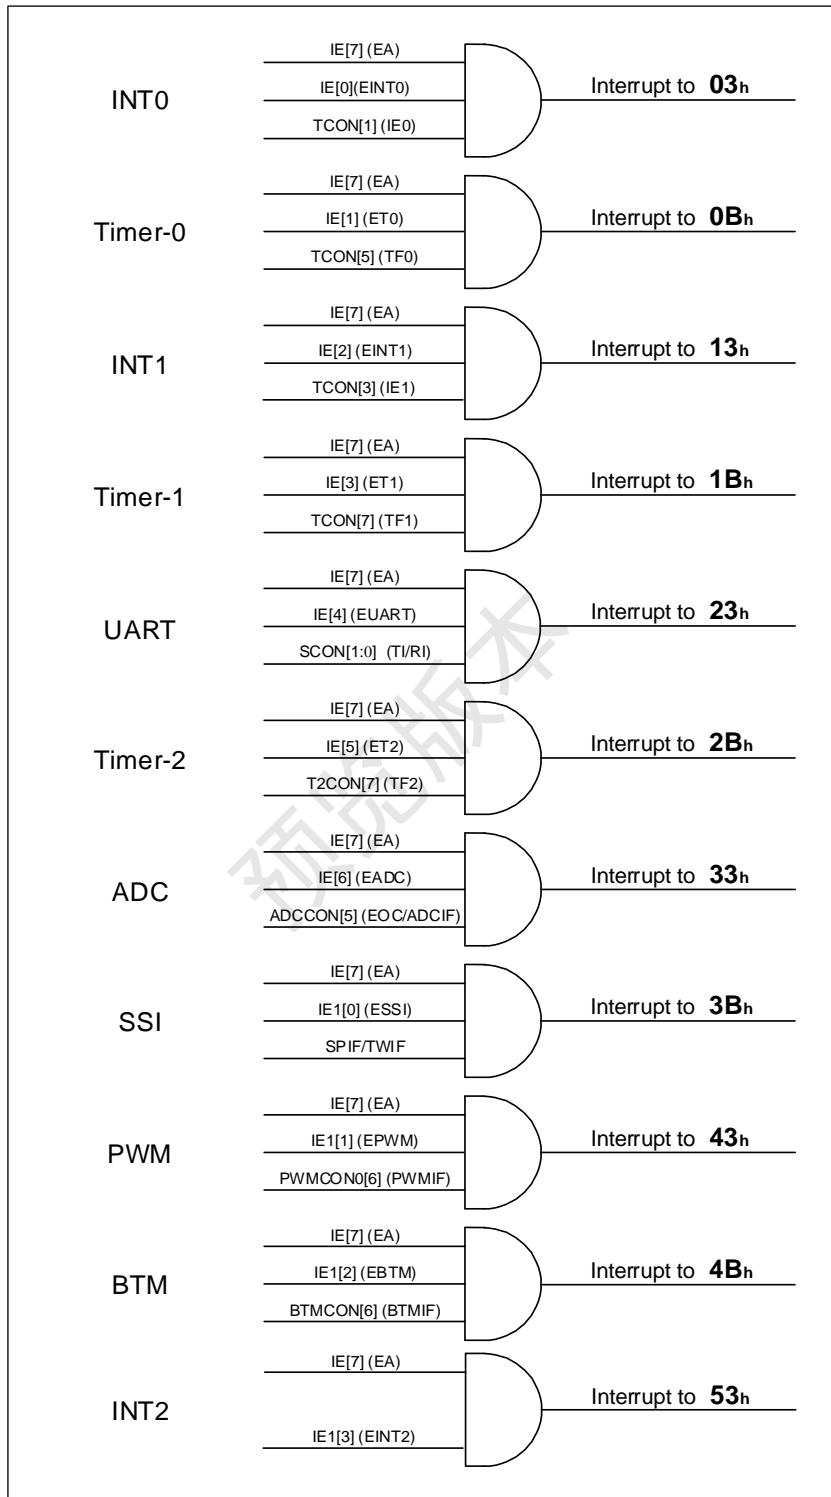 IE[7] (EA)
INT0 IE[0](EINT0) Interrupt to 03h
TCON[1] (IE0)
IE[7] (EA)
Timer-0 IE[1] (ET0) Interrupt to 0Bh
TCON[5] (TF0)
IE[7] (EA)
INT1 IE[2] (EINT1) Interrupt to 13h
TCON[3] (IE1)
IE[7] (EA)
Timer-1 IE[3] (ET1) Interrupt to 1Bh
TCON[7] (TF1)
IE[7] (EA)
UART IE[4] (EUART) Interrupt to 23h
SCON[1:0] (TI/RI)
IE[7] (EA)
Timer-2 IE[5] (ET2) Interrupt to 2Bh
T2CON[7] (TF2)
IE[7] (EA)
ADC IE[6] (EADC) Interrupt to 33h
ADCCON[5] (EOC/ADCIF)
IE[7] (EA)
SSI IE1[0] (ESSI) Interrupt to 3Bh
SPIF/TWIF
IE[7] (EA)
PWM IE1[1] (EPWM) Interrupt to 43h
PWMCON0[6] (PWMIF)
IE[7] (EA)
BTM IE1[2] (EBTM) Interrupt to 4Bh
BTMCON[6] (BTMIF)
IE[7] (EA)
INT2 Interrupt to 53h
IE1[3] (EINT2)
预览版本